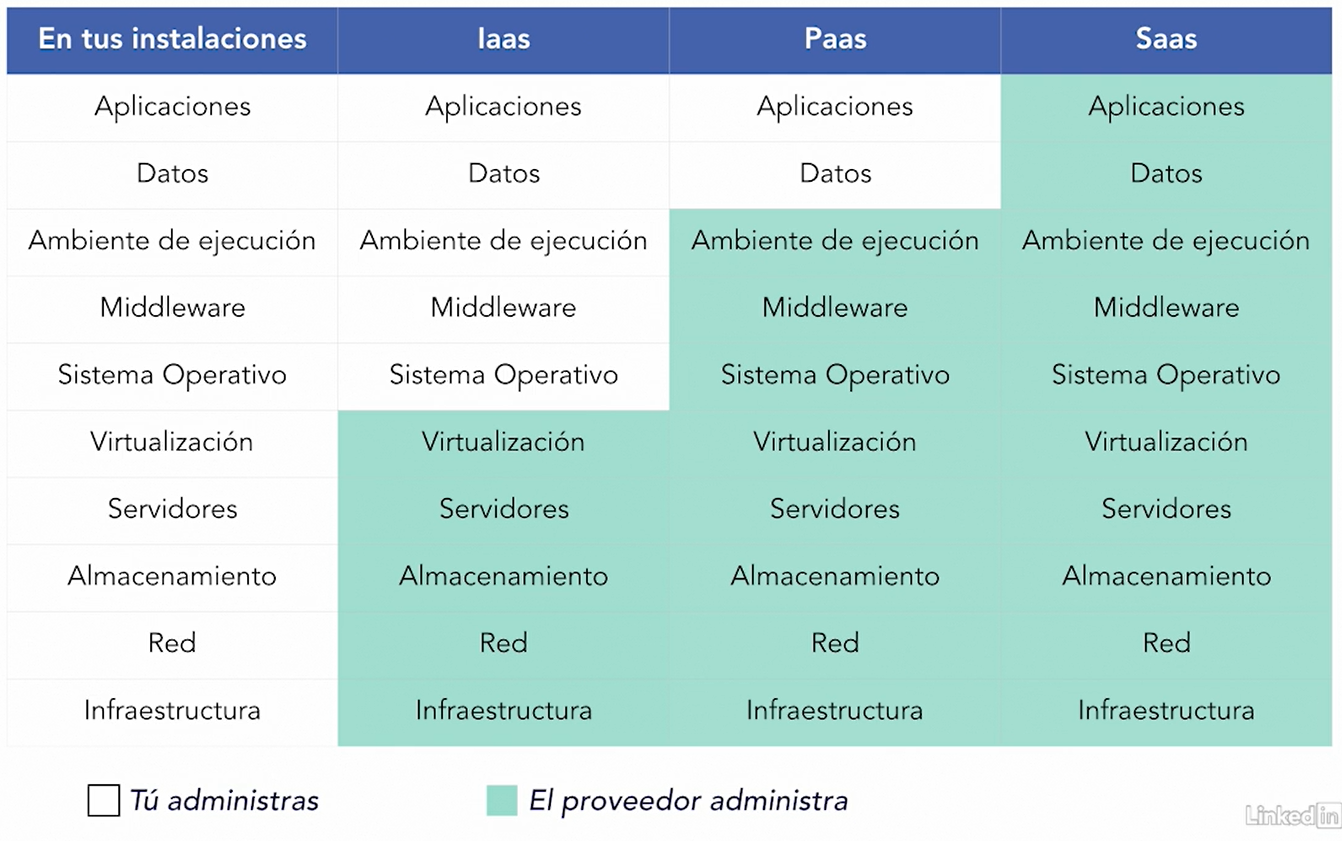 En tus instalaciones Iaas Paas Saas
Aplicaciones Aplicaciones Aplicaciones Aplicaciones
Datos Datos Datos Datos
Ambiente de ejecución Ambiente de ejecución Ambiente de ejecución Ambiente de ejecución
Middleware Middleware Middleware Middleware
Sistema Operativo Sistema Operativo Sistema Operativo Sistema Operativo
Virtualización Virtualización Virtualización Virtualización
Servidores Servidores Servidores Servidores
Almacenamiento Almacenamiento Almacenamiento Almacenamiento
Red Red Red Red
Infraestructura Infraestructura Infraestructura Infraestructura
Tú administras El proveedor administra
Linked in